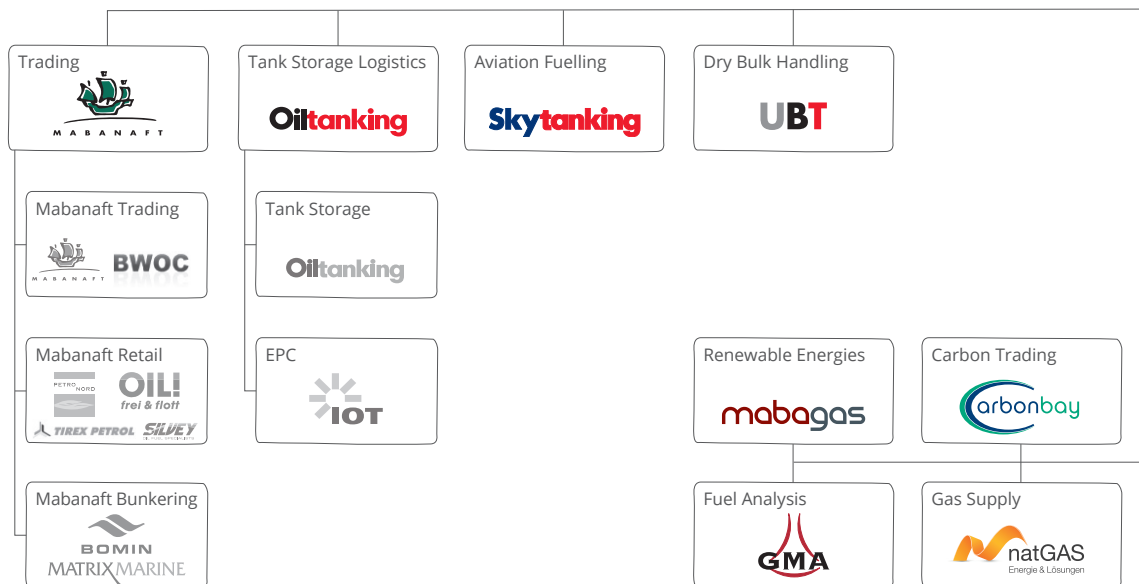 Trading
MABANAFT
Tank Storage Logistics
Oiltanking
Aviation Fuelling
Skytanking
Dry Bulk Handling
UBT
Mabanaft Trading
MABANAFT
BWOC
Tank Storage
Oiltanking
Mabanaft Retail
PETRO
NORD
OIL!
frei & flott
TIREX PETROL
SILVEY
EPC
IOT
Renewable Energies
mabagas
Carbon Trading
Carbonbay
Mabanaft Bunkering
BOMIN
MATRIXMARINE
Fuel Analysis
GMA
Gas Supply
natGAS
Energie & Lösungen